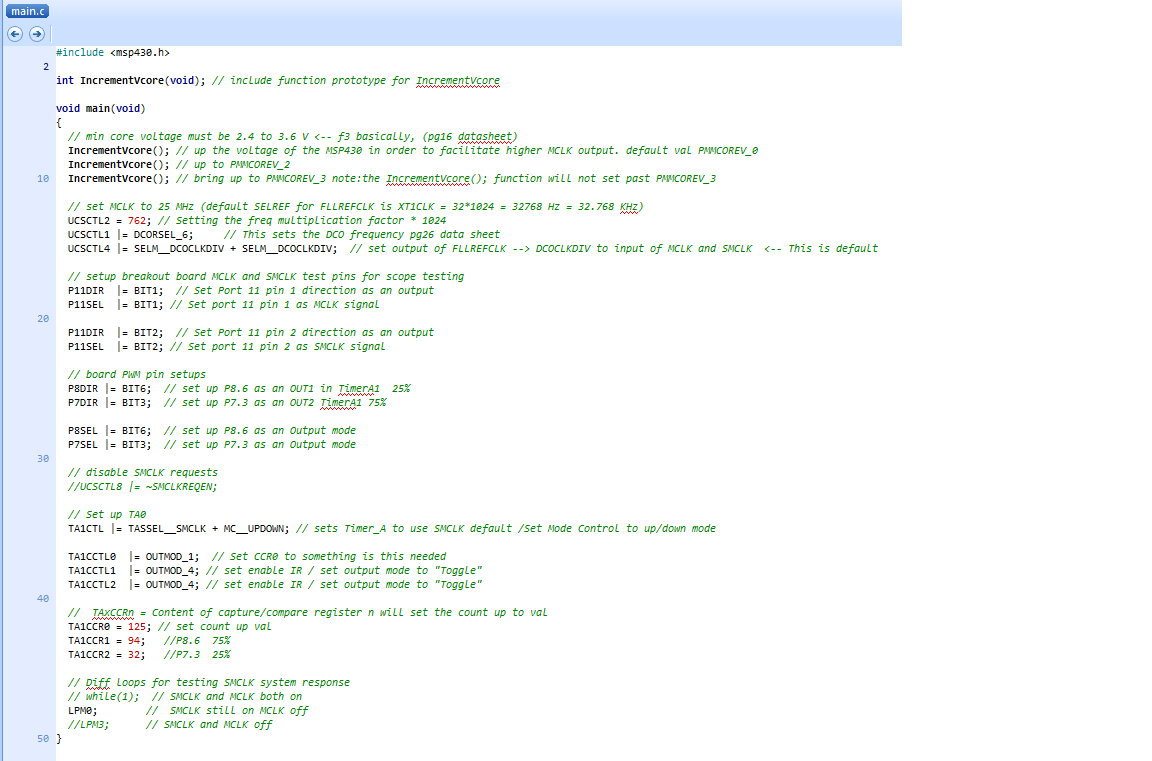 main.c
#include <msp430.h>
2
int IncrementVcore(void); // include function prototype for IncrementVcore
void main(void)
{
// min core voltage must be 2.4 to 3.6 V <-- f3 basically, (pg16 datasheet)
IncrementVcore(); // up the voltage of the MSP430 in order to facilitate higher MCLK output. default val PMMCOREV_0
IncrementVcore(); // up to PMMCOREV_2
10 IncrementVcore(); // bring up to PMMCOREV_3 note:the IncrementVcore(); function will not set past PMMCOREV_3
// set MCLK to 25 MHz (default SELREF for FLLREFCLK is XT1CLK = 32*1024 = 32768 Hz = 32.768 KHz)
UCSCTL2 = 762; // Setting the freq multiplication factor * 1024
UCSCTL1 |= DCORSEL_6; // This sets the DCO frequency pg26 data sheet
UCSCTL4 |= SELM__DCOCLKDIV + SELM__DCOCLKDIV; // set output of FLLREFCLK --> DCOCLKDIV to input of MCLK and SMCLK <-- This is default
// setup breakout board MCLK and SMCLK test pins for scope testing
P11DIR |= BIT1; // Set Port 11 pin 1 direction as an output
P11SEL |= BIT1; // Set port 11 pin 1 as MCLK signal
20
P11DIR |= BIT2; // Set Port 11 pin 2 direction as an output
P11SEL |= BIT2; // Set port 11 pin 2 as SMCLK signal
// board PWM pin setups
P8DIR |= BIT6; // set up P8.6 as an OUT1 in TimerA1 25%
P7DIR |= BIT3; // set up P7.3 as an OUT2 TimerA1 75%
P8SEL |= BIT6; // set up P8.6 as an Output mode
P7SEL |= BIT3; // set up P7.3 as an Output mode
30
// disable SMCLK requests
//UCSCTL8 |= ~SMCLKREQEN;
// Set up TA0
TA1CTL |= TASSEL__SMCLK + MC__UPDOWN; // sets Timer_A to use SMCLK default /Set Mode Control to up/down mode
TA1CCTL0 |= OUTMOD_1; // Set CCR0 to something is this needed
TA1CCTL1 |= OUTMOD_4; // set enable IR / set output mode to "Toggle"
TA1CCTL2 |= OUTMOD_4; // set enable IR / set output mode to "Toggle"
40
// TAxCCRn = Content of capture/compare register n will set the count up to val
TA1CCR0 = 125; // set count up val
TA1CCR1 = 94; //P8.6 75%
TA1CCR2 = 32; //P7.3 25%
// Diff loops for testing SMCLK system response
// while(1); // SMCLK and MCLK both on
LPM0; // SMCLK still on MCLK off
//LPM3; // SMCLK and MCLK off
50 }